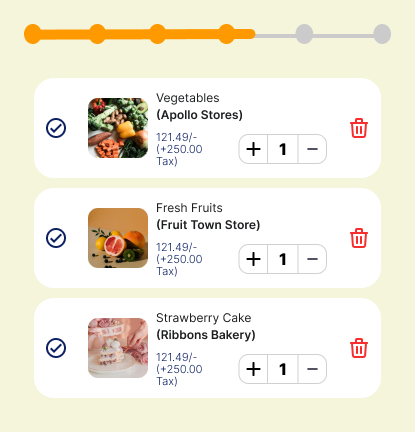 Vegetables
(Apollo Stores)
121.49/-
(+250.00
Tax)
+ 1 −
Fresh Fruits
(Fruit Town Store)
121.49/-
(+250.00
Tax)
+ 1 −
Strawberry Cake
(Ribbons Bakery)
121.49/-
(+250.00
Tax)
+ 1 −